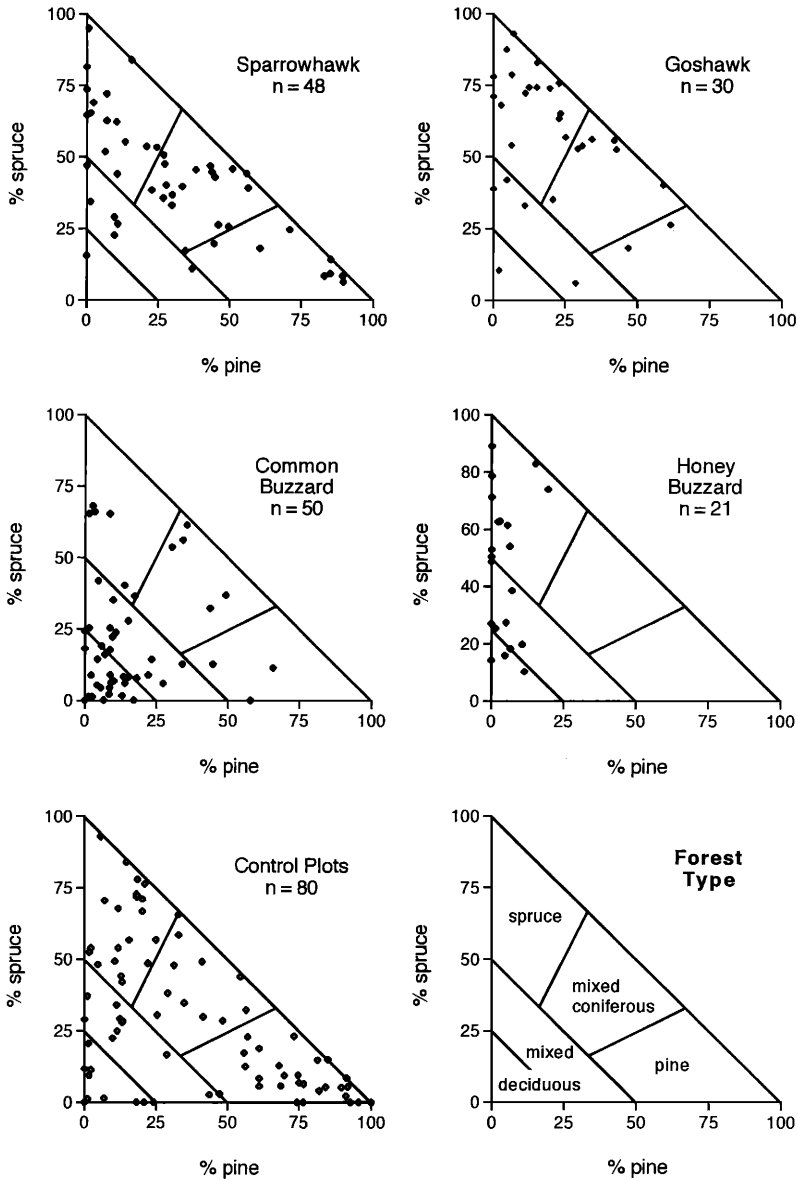 Sparrowhawk
n = 48
% spruce
100
75
50
25
0
0 25 50 75 100
% pine
Goshawk
n = 30
% spruce
100
75
50
25
0
0 25 50 75 100
% pine
Common
Buzzard
n = 50
% spruce
100
75
50
25
0
0 25 50 75 100
% pine
Honey
Buzzard
n = 21
% spruce
100
80
60
40
20
0
0 25 50 75 100
% pine
Control Plots
n = 80
% spruce
100
75
50
25
0
0 25 50 75 100
% pine
Forest
Type
% spruce
100
75
50
25
0
spruce
mixed
coniferous
mixed
pine
deciduous
0 25 50 75 100
% pine